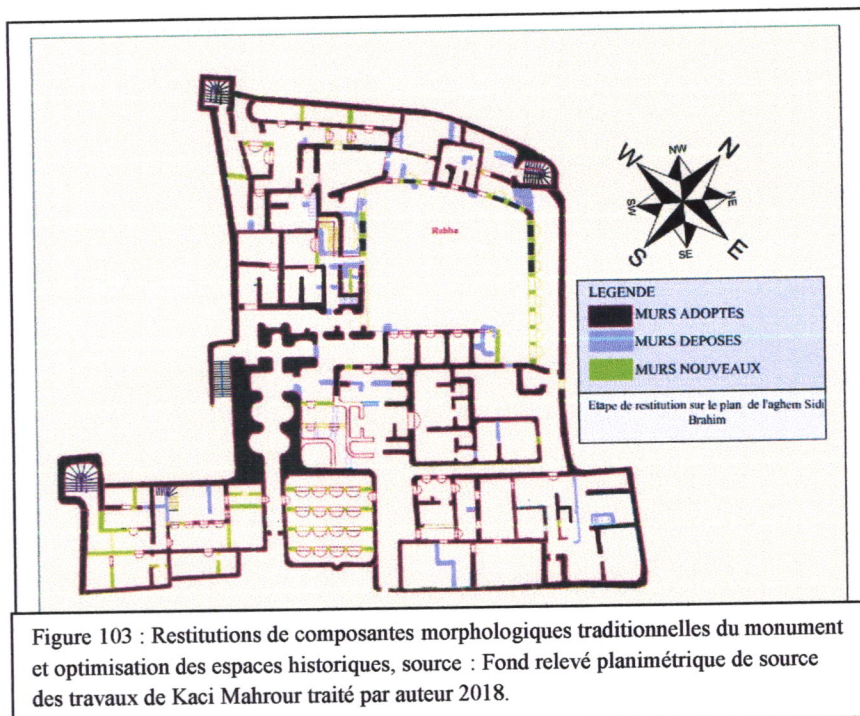 Rahba
N
NE
E
SE
S
SW
W
NW
LEGENDE
MURS ADOPTES
MURS DEPOSES
MURS NOUVEAUX
Etape de restitution sur le plan de l'aghem Sidi
Brahim
Figure 103 : Restitutions de composantes morphologiques traditionnelles du monument
et optimisation des espaces historiques, source : Fond relevé planimétrique de source
des travaux de Kaci Mahrour traité par auteur 2018.